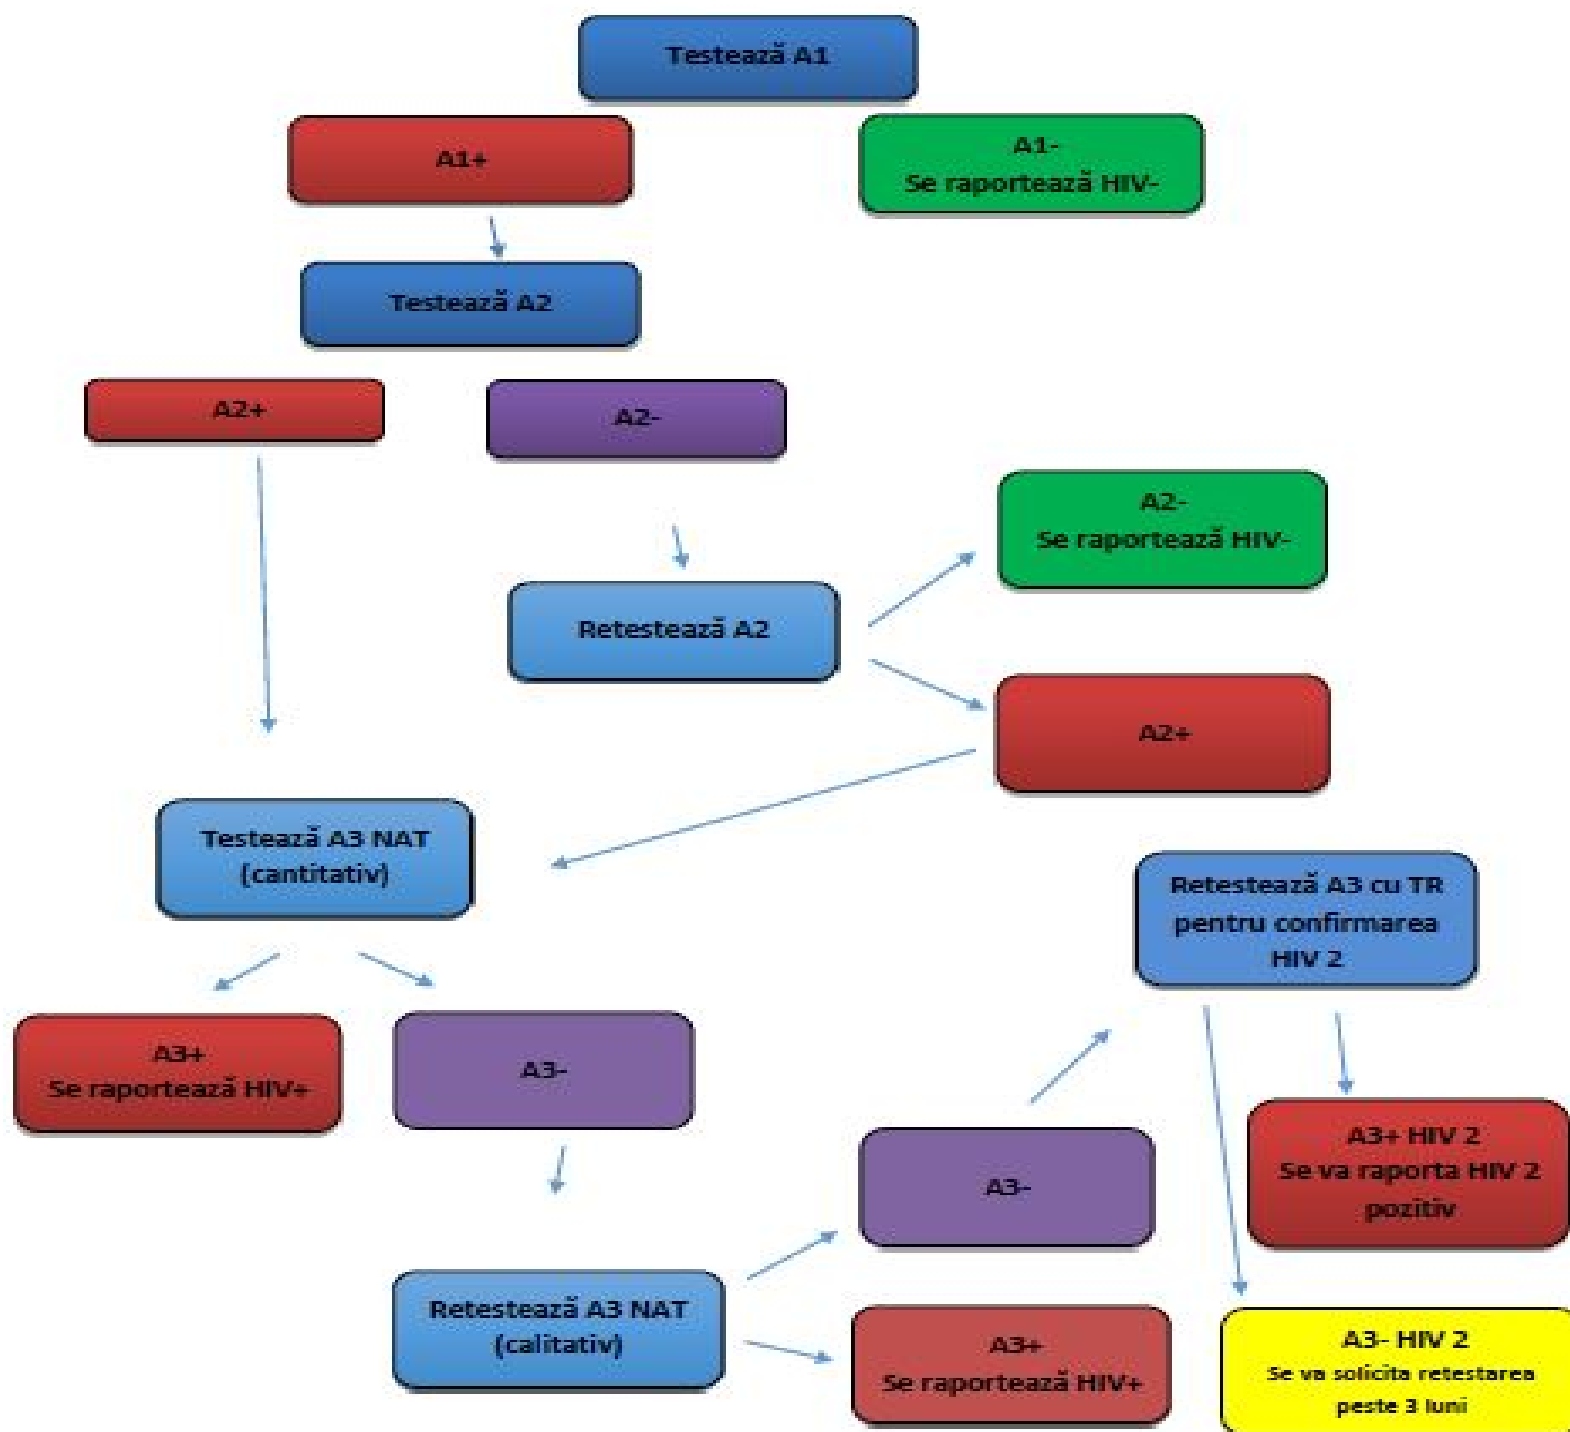 Testează A1
A1+
A1-
Se raportează HIV-
Testează A2
A2+
A2-
A2-
Se raportează HIV-
Retestează A2
A2+
Testează A3 NAT
(cantitativ)
Retestează A3 cu TR
pentru confirmarea
HIV 2
A3+
Se raportează HIV+
A3-
A3-
A3+ HIV 2
Se va raporta HIV 2
pozitiv
Retestează A3 NAT
(calitativ)
A3+
Se raportează HIV+
A3- HIV 2
Se va solicita retestarea
peste 3 luni